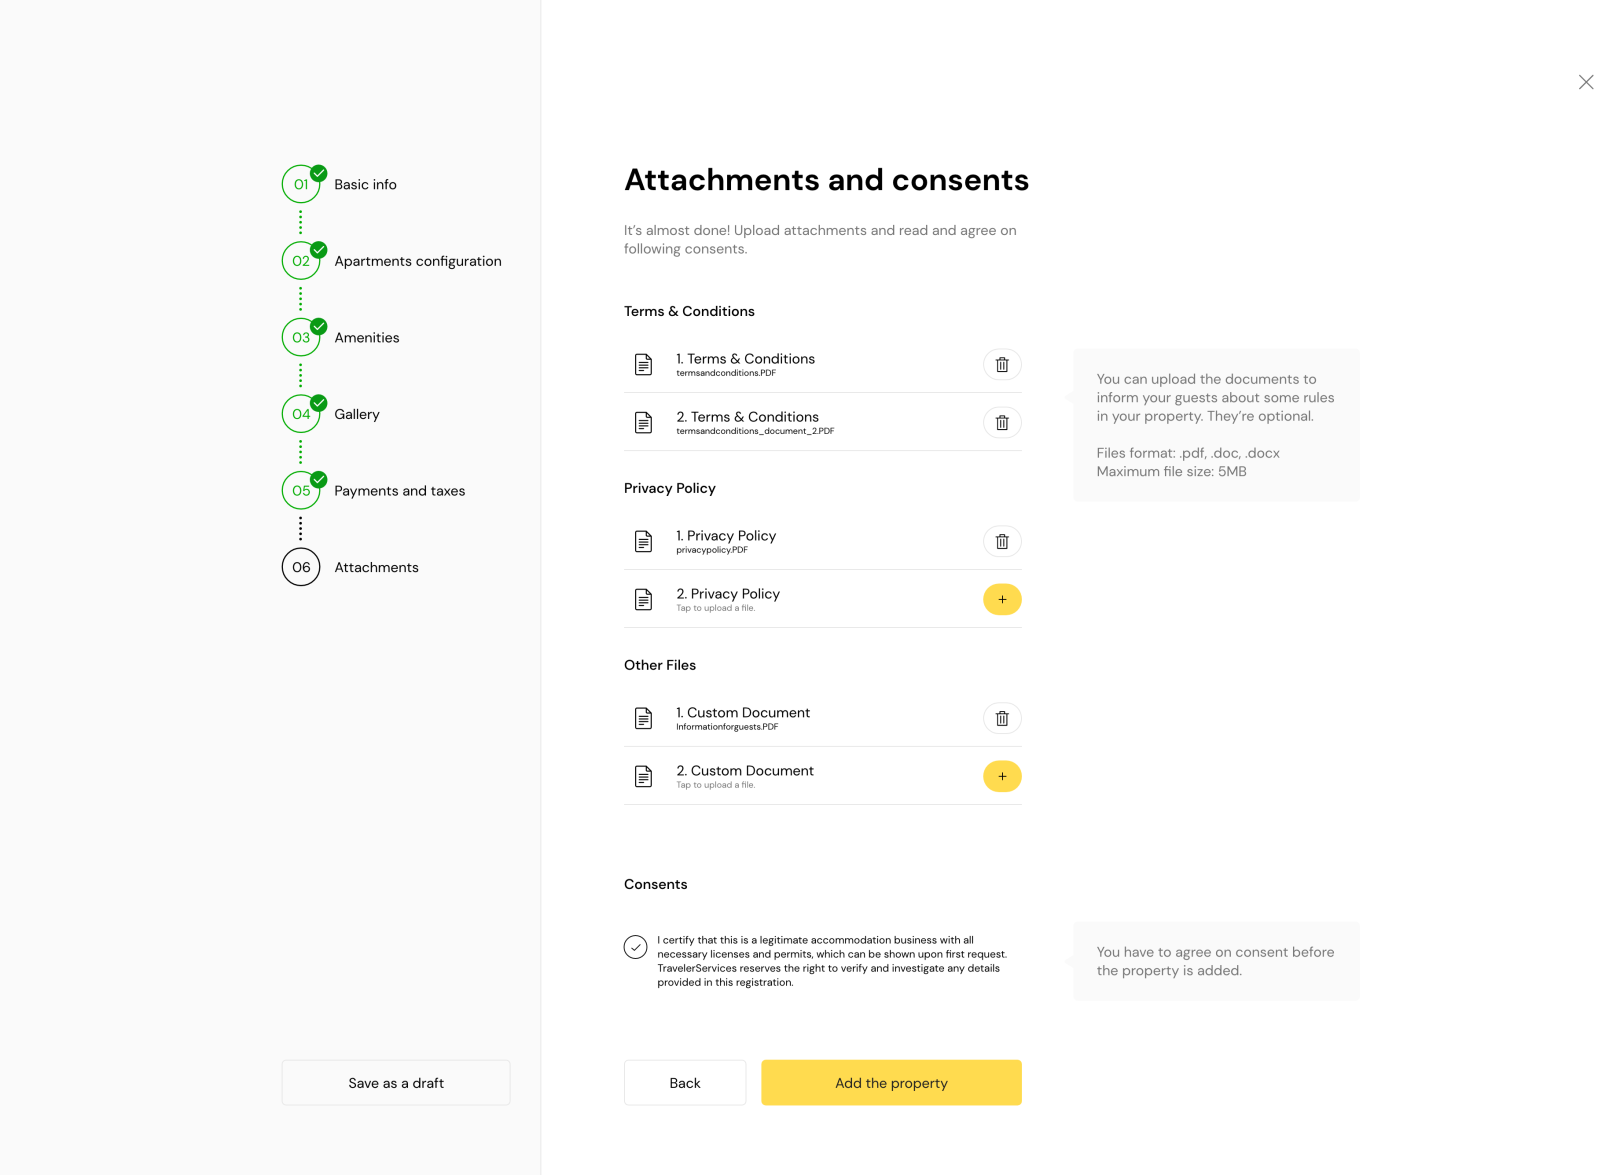 01
Basic info
02
Apartments configuration
03
Amenities
04
Gallery
05
Payments and taxes
06
Attachments
Save as a draft
Attachments and consents
It's almost done! Upload attachments and read and agree on
following consents.
Terms & Conditions
1. Terms & Conditions
termsandconditions.PDF
2. Terms & Conditions
termsandconditions_document_2.PDF
You can upload the documents to
inform your guests about some rules
in your property. They're optional.
Files format: .pdf, .doc, .docx
Maximum file size: 5MB
Privacy Policy
1. Privacy Policy
privacypolicy.PDF
2. Privacy Policy
Tap to upload a file.
Other Files
1. Custom Document
Informationforguests.PDF
2. Custom Document
Tap to upload a file.
Consents
I certify that this is a legitimate accommodation business with all
necessary licenses and permits, which can be shown upon first request.
TravelerServices reserves the right to verify and investigate any details
provided in this registration.
You have to agree on consent before
the property is added.
Back
Add the property